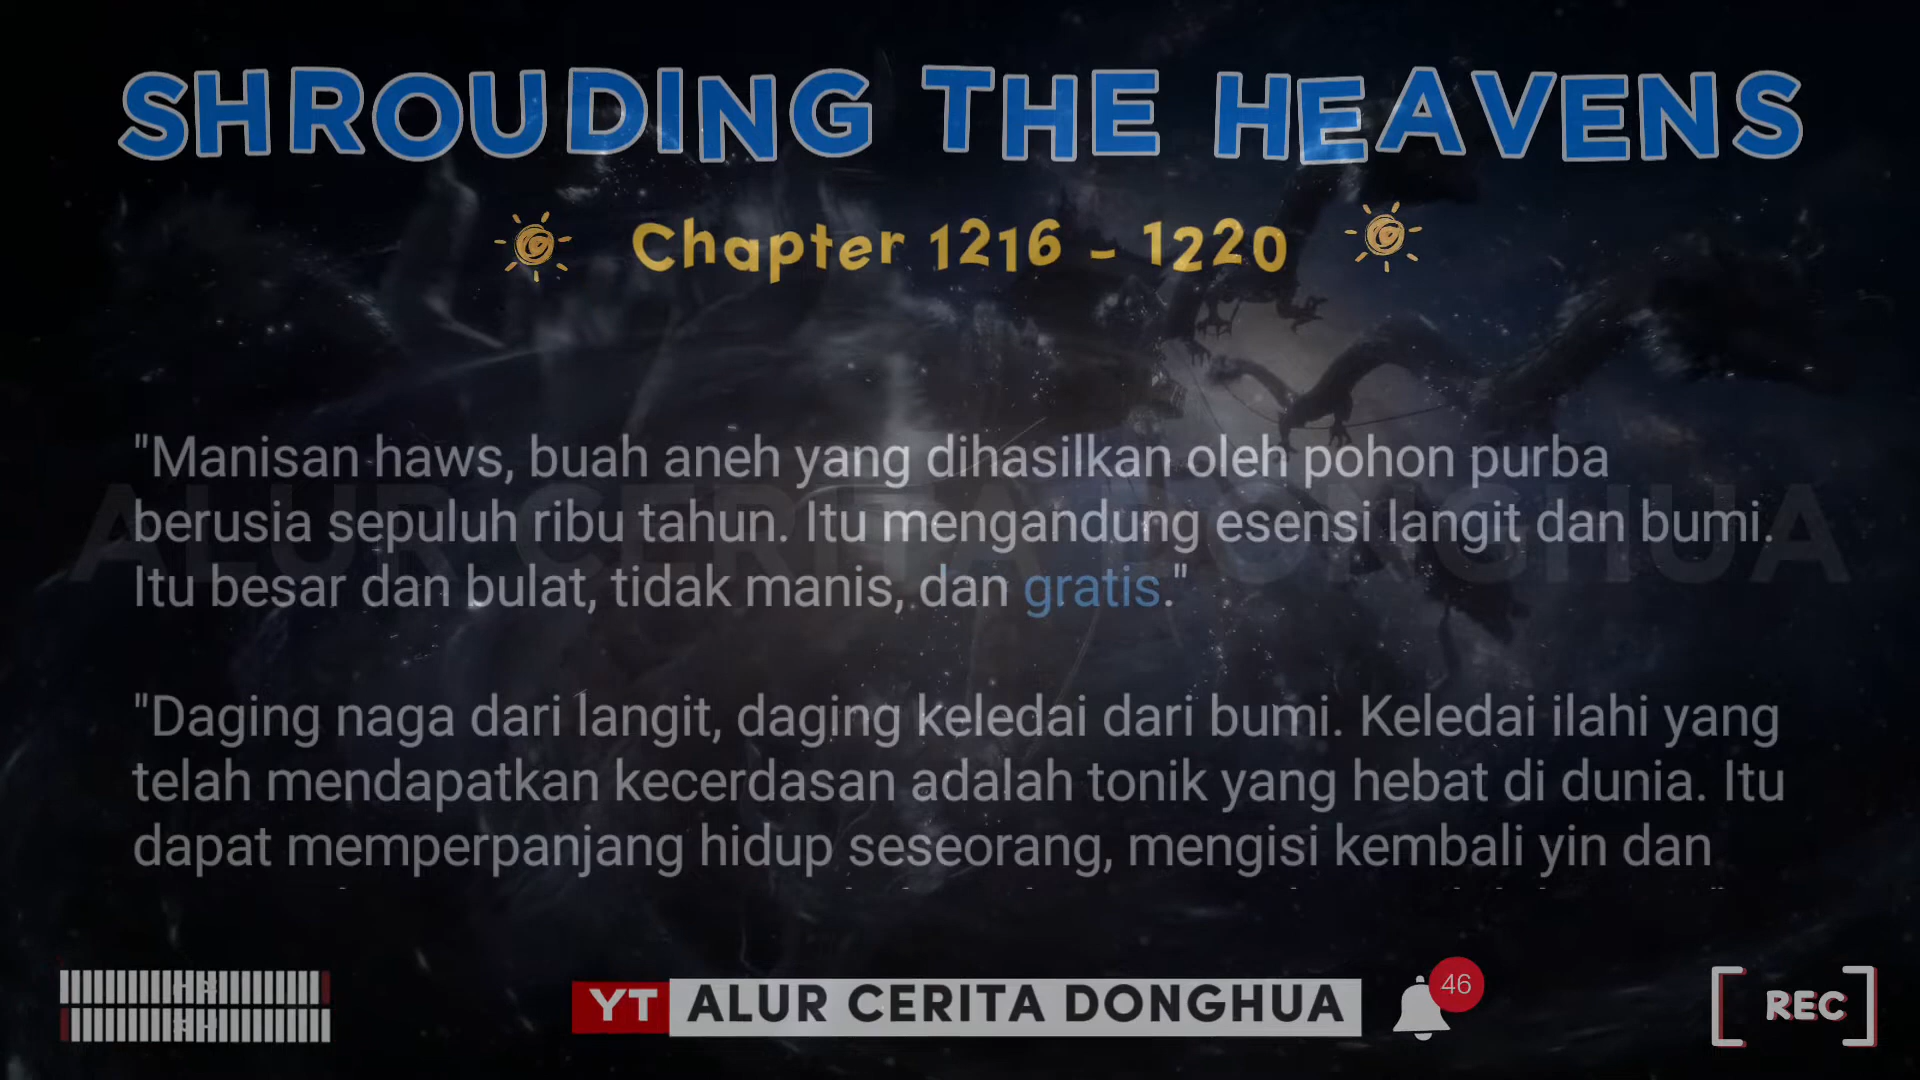 SHROUDING THE HEAVENS
Chapter 1216 - 1220
"Manisan haws, buah aneh yang dihasilkan oleh pohon purba
berusia sepuluh ribu tahun. Itu mengandung esensi langit dan bumi.
Itu besar dan bulat, tidak manis, dan gratis."
ALUR CERITA DONGHUA
"Daging naga dari langit, daging keledai dari bumi. Keledai ilahi yang
telah mendapatkan kecerdasan adalah tonik yang hebat di dunia. Itu
dapat memperpanjang hidup seseorang, mengisi kembali yin dan
YT ALUR CERITA DONGHUA
46
REC